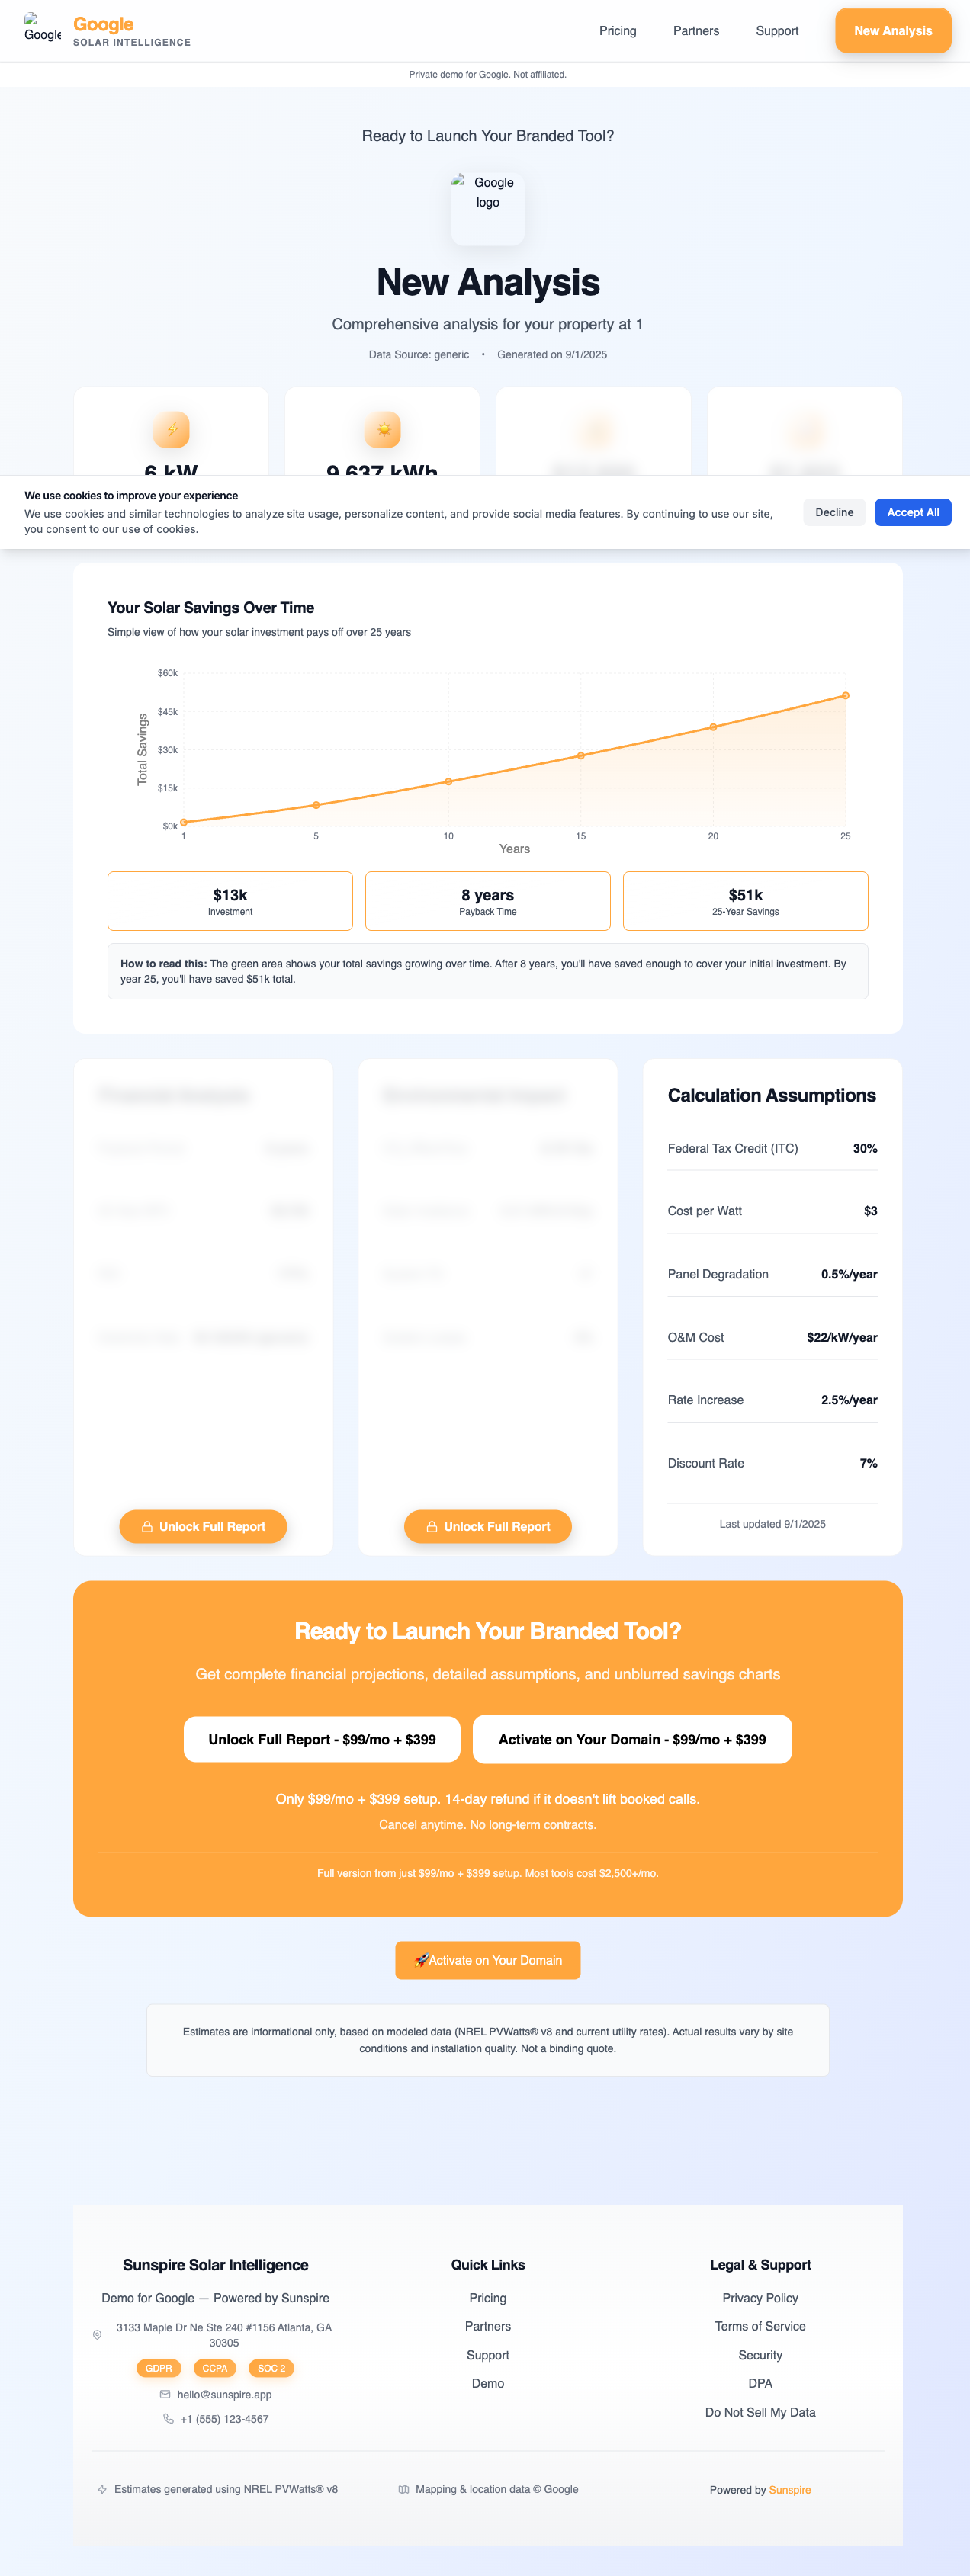 Google
Google
SOLAR INTELLIGENCE
Pricing
Partners
Support
New Analysis
Private demo for Google. Not affiliated.
Ready to Launch Your Branded Tool?
Google
logo
New Analysis
Comprehensive analysis for your property at 1
Data Source: generic • Generated on 9/1/2025
6 kW
9,637 kWh
We use cookies to improve your experience
We use cookies and similar technologies to analyze site usage, personalize content, and provide social media features. By continuing to use our site,
you consent to our use of cookies.
Decline
Accept All
Your Solar Savings Over Time
Simple view of how your solar investment pays off over 25 years
$60k
$45k
$30k
$15k
$0k
Total Savings
1
5
10
15
20
25
Years
$13k
Investment
8 years
Payback Time
$51k
25-Year Savings
How to read this: The green area shows your total savings growing over time. After 8 years, you'll have saved enough to cover your initial investment. By
year 25, you'll have saved $51k total.
Unlock Full Report
Unlock Full Report
Calculation Assumptions
Federal Tax Credit (ITC) 30%
Cost per Watt $3
Panel Degradation 0.5%/year
O&M Cost $22/kW/year
Rate Increase 2.5%/year
Discount Rate 7%
Last updated 9/1/2025
Ready to Launch Your Branded Tool?
Get complete financial projections, detailed assumptions, and unblurred savings charts
Unlock Full Report - $99/mo + $399
Activate on Your Domain - $99/mo + $399
Only $99/mo + $399 setup. 14-day refund if it doesn't lift booked calls.
Cancel anytime. No long-term contracts.
Full version from just $99/mo + $399 setup. Most tools cost $2,500+/mo.
🚀Activate on Your Domain
Estimates are informational only, based on modeled data (NREL PVWatts® v8 and current utility rates). Actual results vary by site
conditions and installation quality. Not a binding quote.
Sunspire Solar Intelligence
Demo for Google — Powered by Sunspire
3133 Maple Dr Ne Ste 240 #1156 Atlanta, GA
30305
GDPR
CCPA
SOC 2
hello@sunspire.app
+1 (555) 123-4567
Quick Links
Pricing
Partners
Support
Demo
Legal & Support
Privacy Policy
Terms of Service
Security
DPA
Do Not Sell My Data
Estimates generated using NREL PVWatts® v8
Mapping & location data © Google
Powered by Sunspire